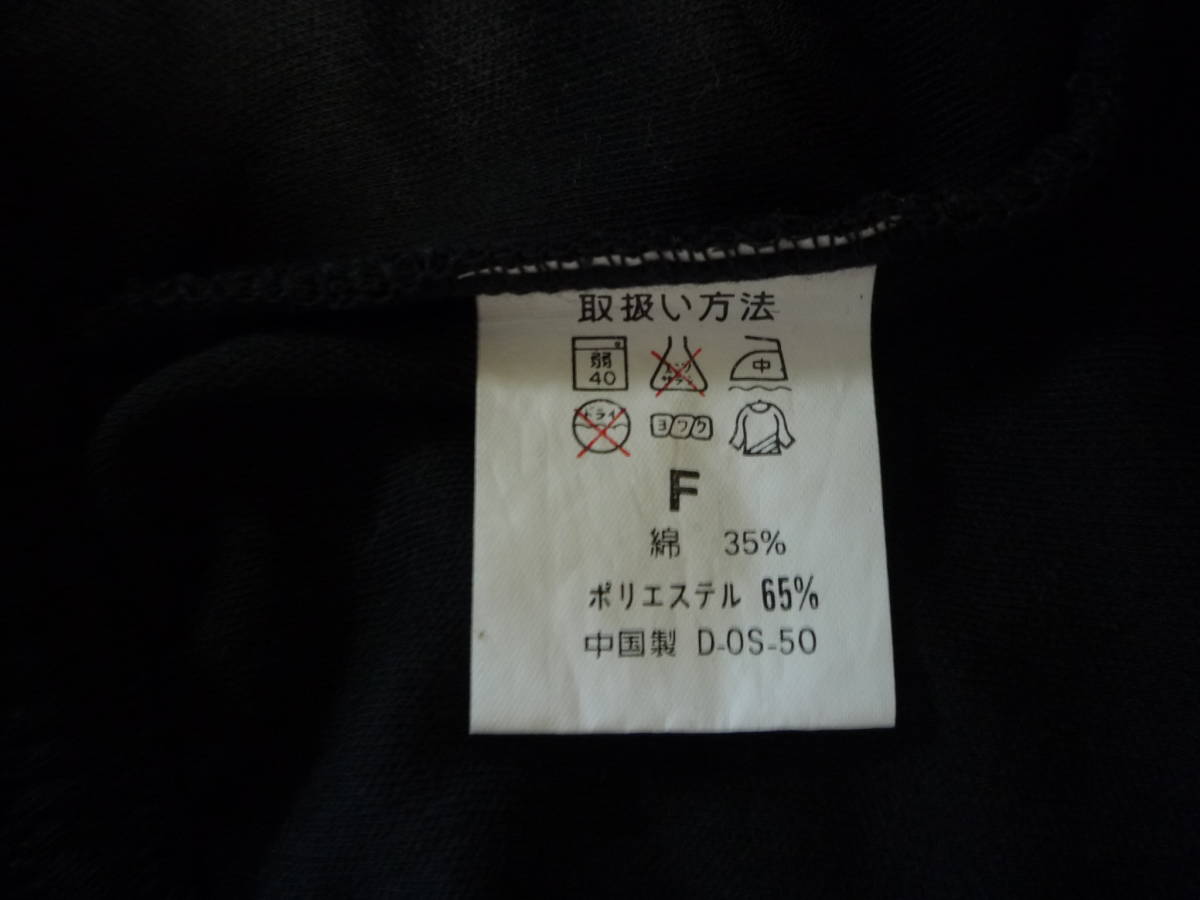 取扱い方法
弱 中
40
ドライ ヨワク
F
綿 35%
ポリエステル 65%
中国製 D-OS-50